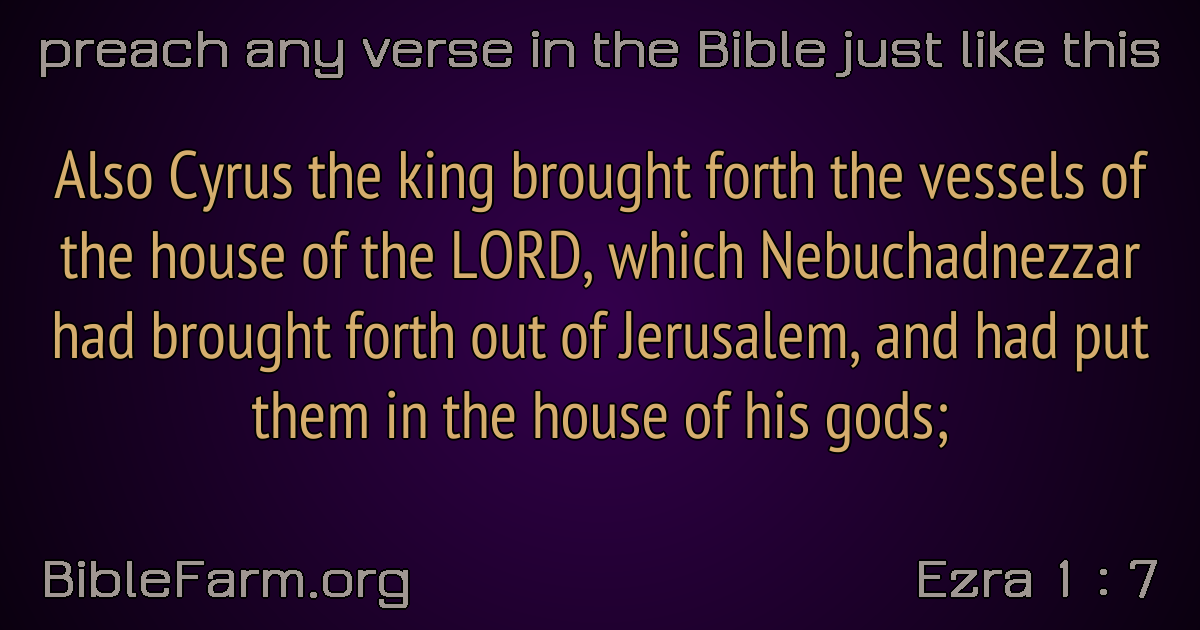 preach any verse in the Bible just like this
Also Cyrus the king brought forth the vessels of
the house of the LORD, which Nebuchadnezzar
had brought forth out of Jerusalem, and had put
them in the house of his gods;
BibleFarm.org
Ezra 1 : 7